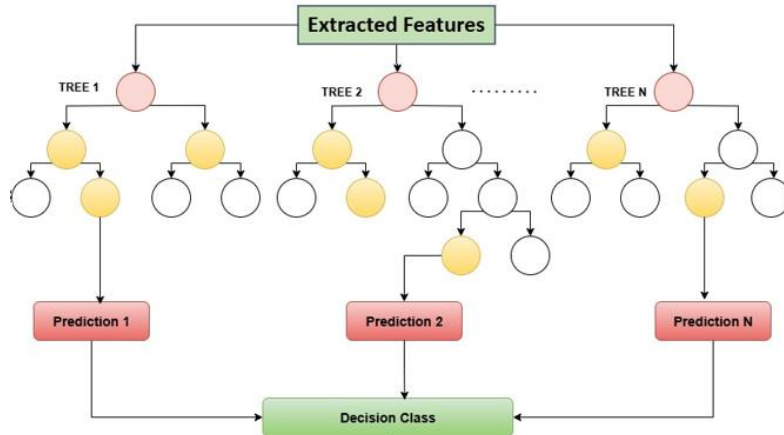 Extracted Features
TREE 1
TREE 2
TREE N
Prediction 1
Prediction 2
Prediction N
Decision Class